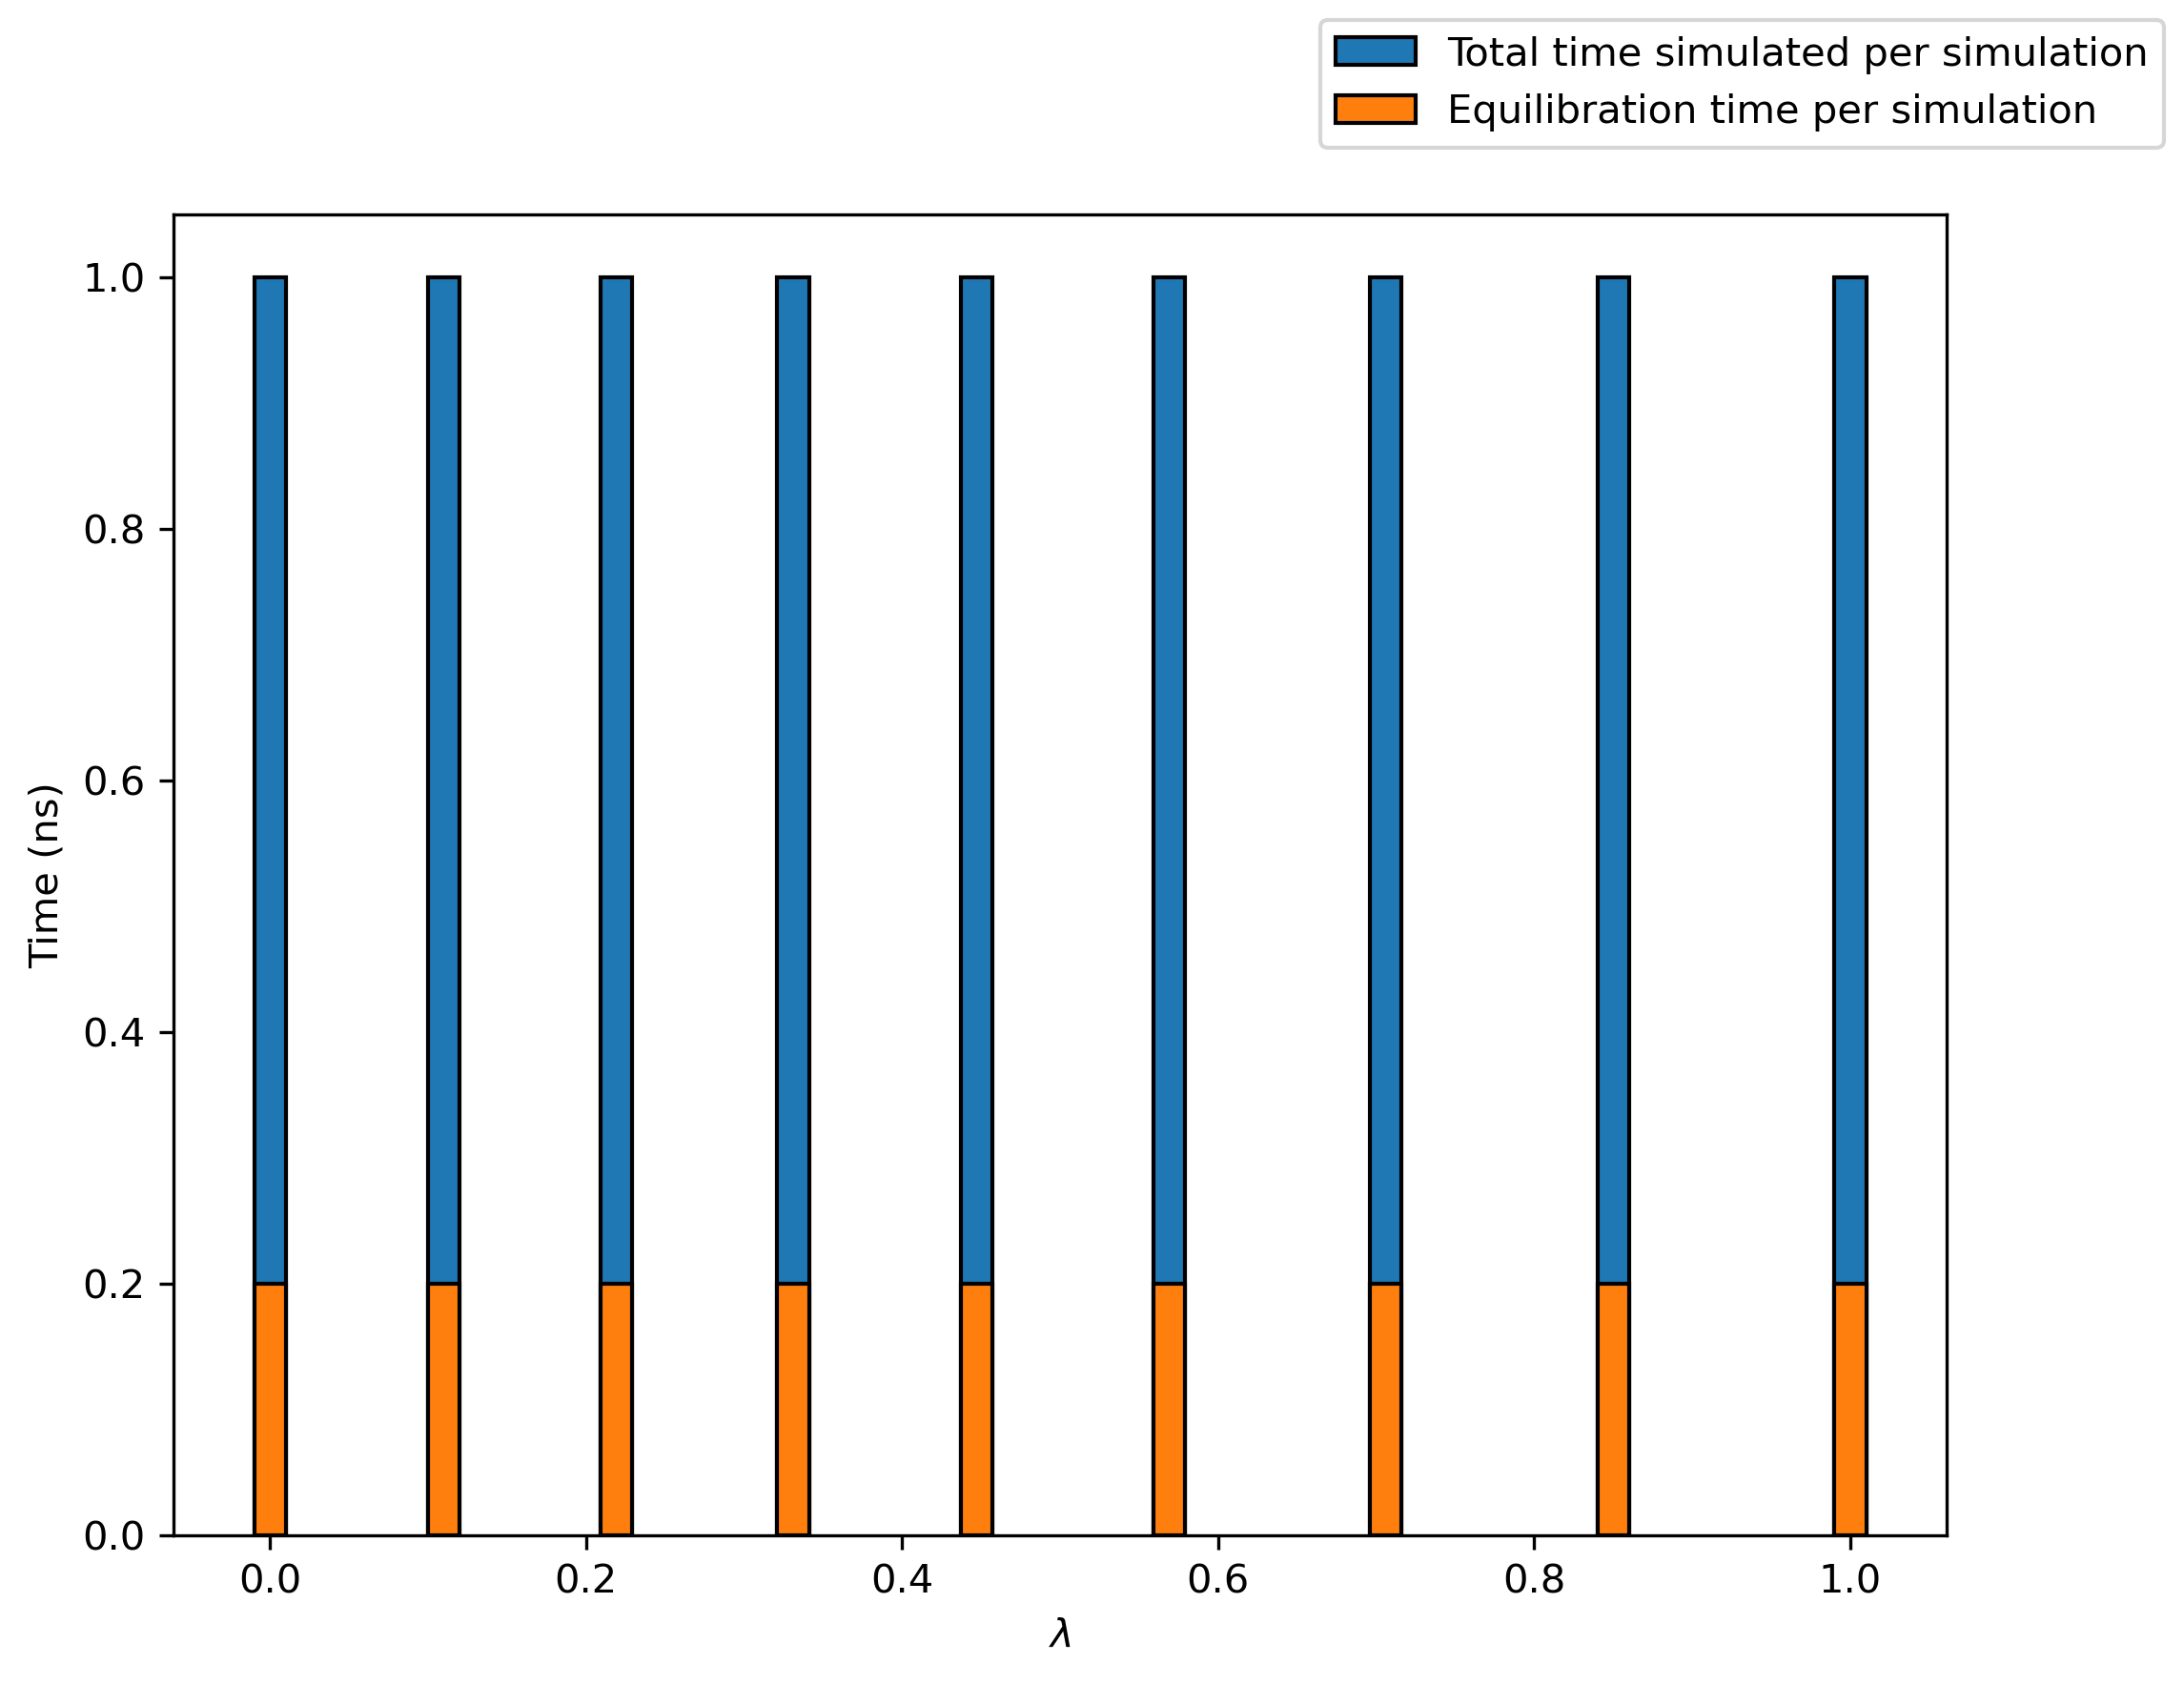 Total time simulated per simulation
Equilibration time per simulation
1.0
0.8
0.6
0.4
0.2
0.0
Time (ns)
0.0 0.2 0.4 0.6 0.8 1.0
λ